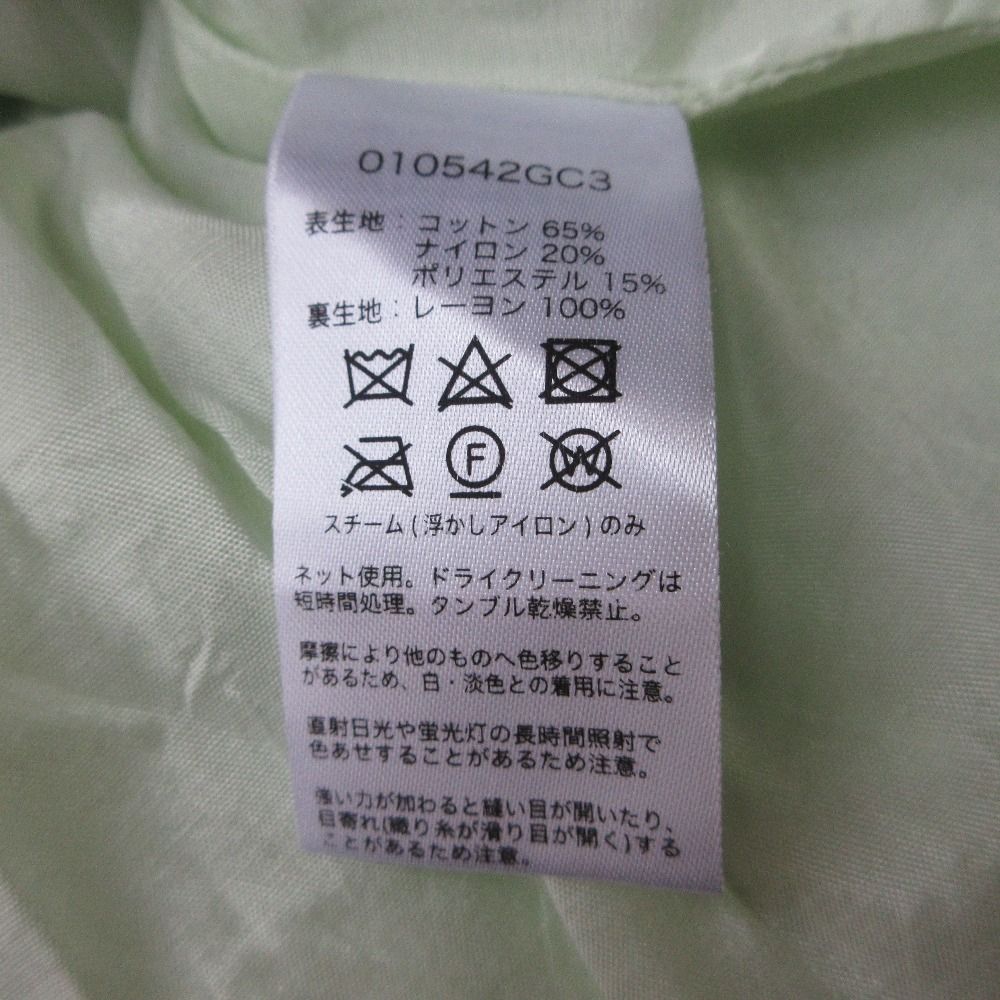 010542GC3
表生地：コットン 65%
ナイロン 20%
ポリエステル 15%
裏生地：レーヨン 100%
F
W
スチーム(浮かしアイロン)のみ
ネット使用。ドライクリーニングは
短時間処理。タンブル乾燥禁止。
摩擦により他のものへ色移りすること
があるため、白・淡色との着用に注意。
直射日光や蛍光灯の長時間照射で
色あせすることがあるため注意。
強い力が加わると縫い目が開いたり、
目寄れ(織り糸が滑り目が開く)する
ことがあるため注意。